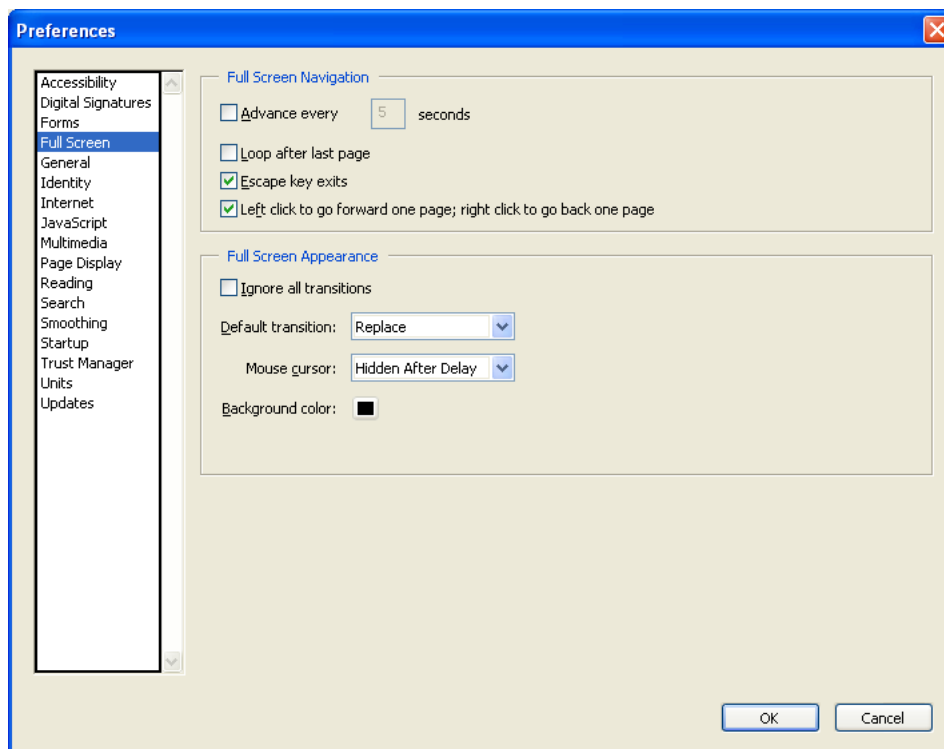 Preferences
Accessibility
Digital Signatures
Forms
Full Screen
General
Identity
Internet
JavaScript
Multimedia
Page Display
Reading
Search
Smoothing
Startup
Trust Manager
Units
Updates
Full Screen Navigation
Advance every 5 seconds
Loop after last page
Escape key exits
Left click to go forward one page; right click to go back one page
Full Screen Appearance
Ignore all transitions
Default transition: Replace
Mouse cursor: Hidden After Delay
Background color:
OK Cancel